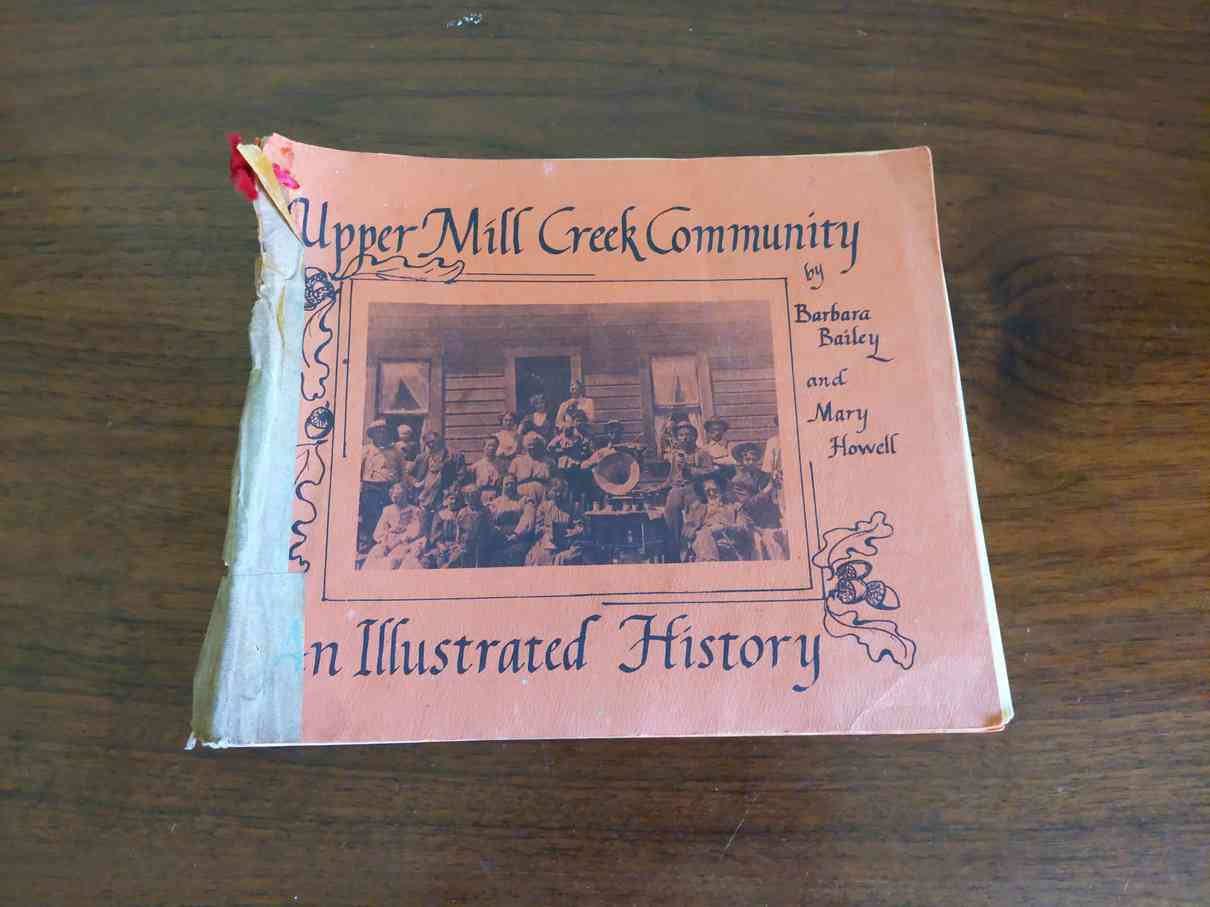 Upper Mill Creek Community
by
Barbara
Bailey
and
Mary
Howell
n Illustrated History